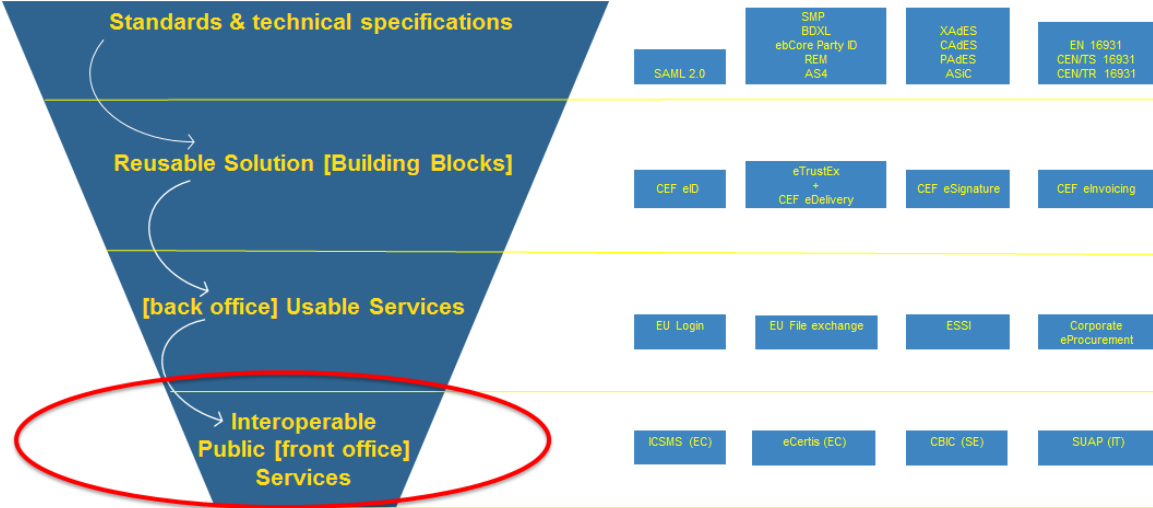 Standards & technical specifications
SAML 2.0
SMP
BDXL
ebCore Party ID
REM
AS4
XAdES
CAdES
PAdES
ASiC
EN 16931
CEN/TS 16931
CEN/TR 16931
Reusable Solution [Building Blocks]
CEF eID
eTrustEx
+
CEF eDelivery
CEF eSignature
CEF eInvoicing
[back office] Usable Services
EU Login
EU File exchange
ESSI
Corporate
eProcurement
Interoperable
Public [front office]
Services
ICSMS (EC)
eCertis (EC)
CBIC (SE)
SUAP (IT)